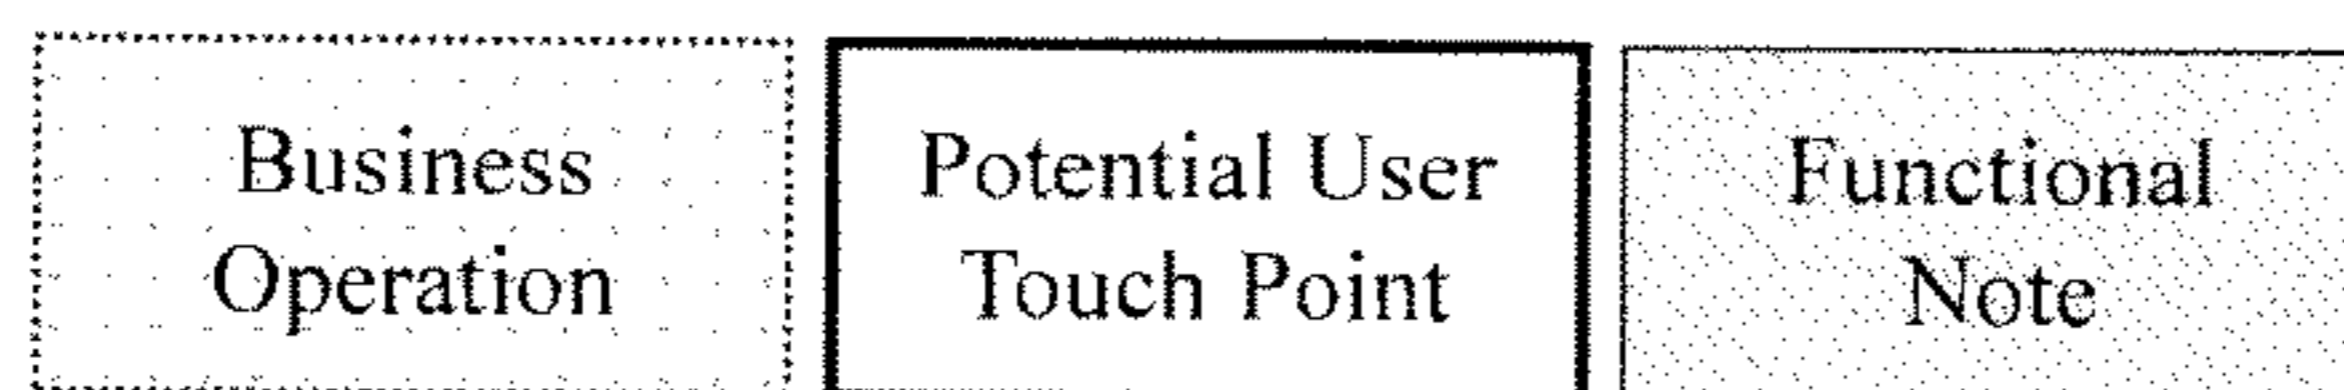 Business
Operation
Potential User
Touch Point
Functional
Note